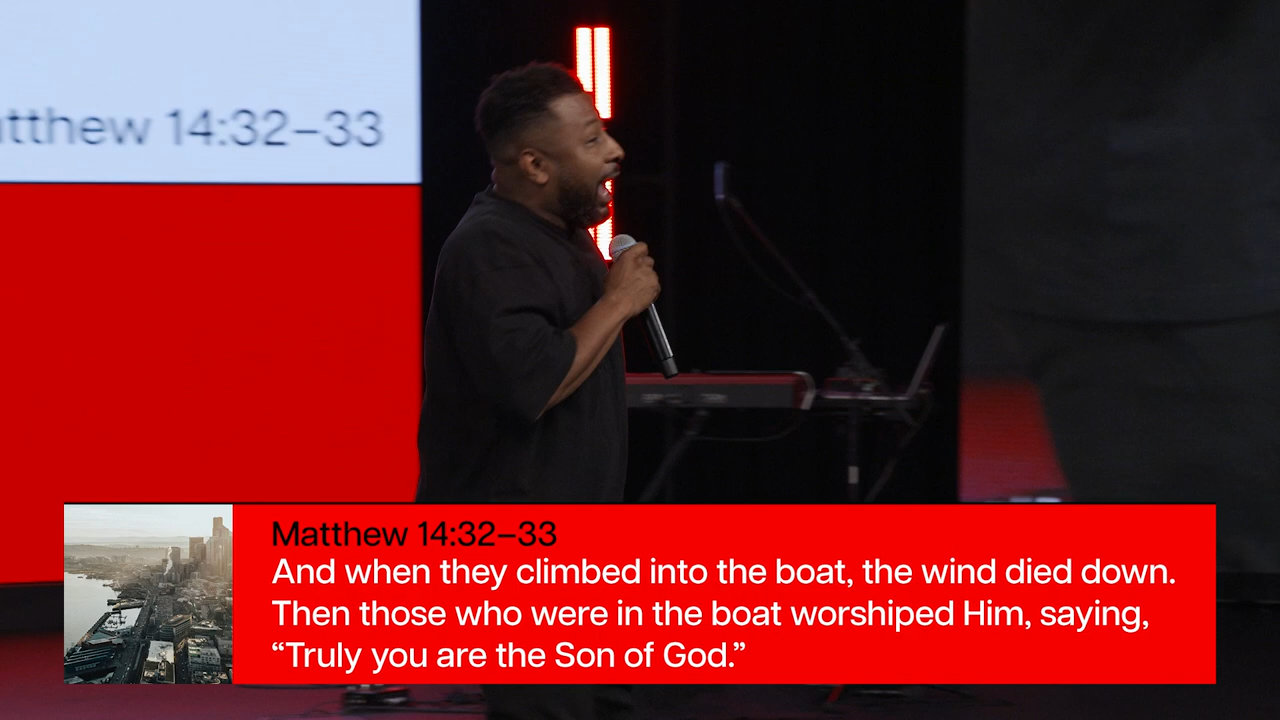 tthew 14:32–33
Matthew 14:32–33
And when they climbed into the boat, the wind died down.
Then those who were in the boat worshiped Him, saying,
“Truly you are the Son of God.”